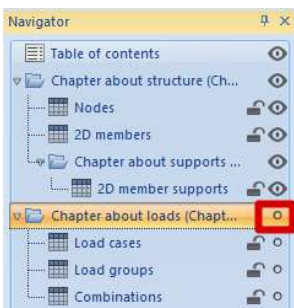 Navigator
Table of contents
Chapter about structure (Ch...
Nodes
2D members
Chapter about supports ...
2D member supports
Chapter about loads (Chapt...
Load cases
Load groups
Combinations